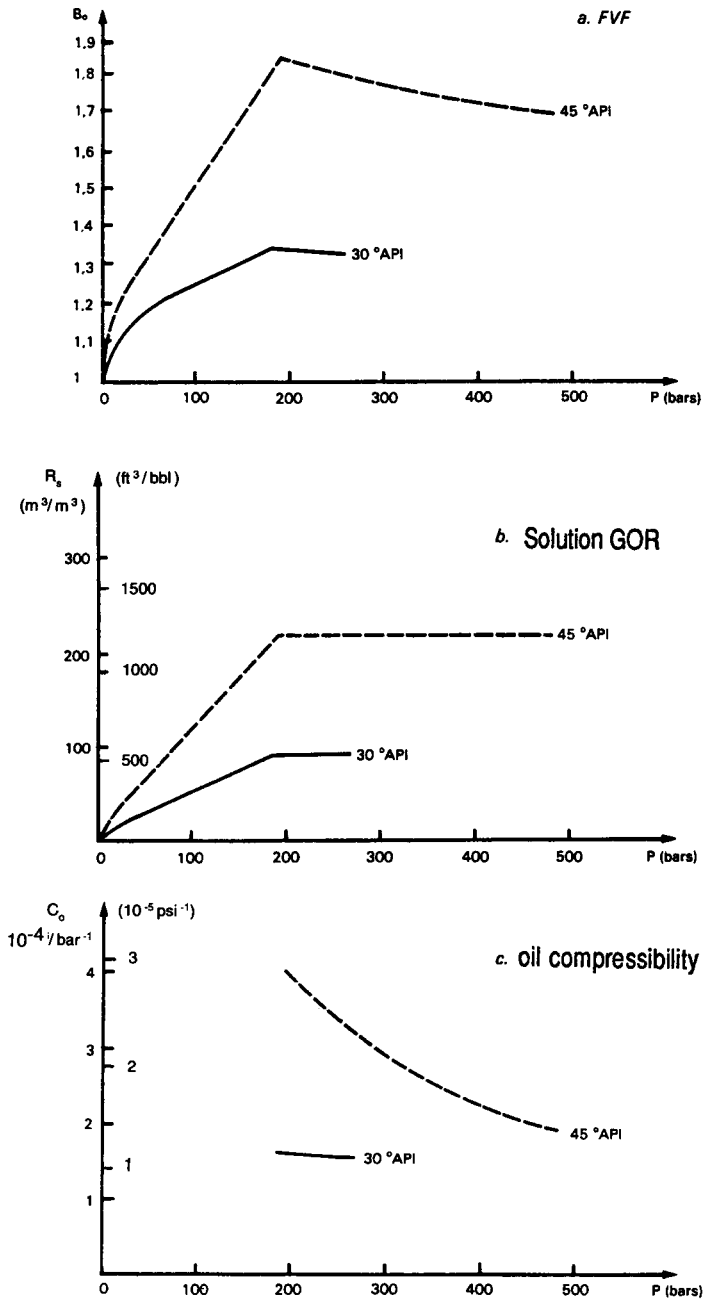 Bo
a. FVF
1,9
1,8
1,7
1,6
1,5
1,4
1,3
1,2
1,1
1
45 °API
30 °API
0 100 200 300 400 500 P (bars)
Rs (ft³/bbl)
(m³/m³)
b. Solution GOR
300
1500
200
1000
100
500
45 °API
30 °API
0 100 200 300 400 500 P (bars)
Co (10-5 psi-1)
10-4/bar-1
c. oil compressibility
3
4
3
2
2
1
1
45 °API
30 °API
0 100 200 300 400 500 P (bars)